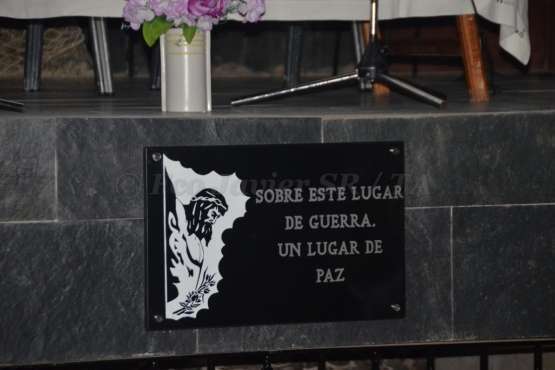 SOBRE ESTE LUGAR
DE GUERRA.
UN LUGAR DE
PAZ